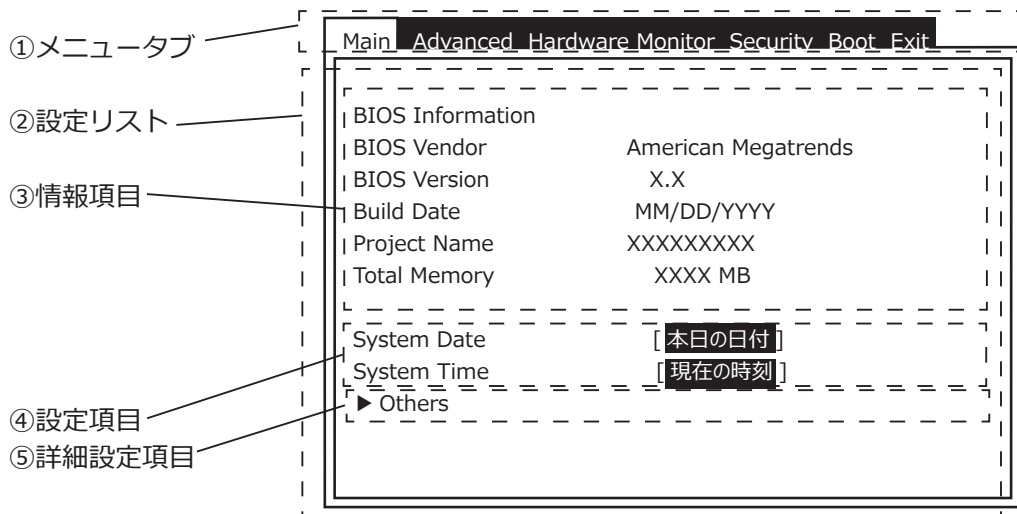 ①メニュータブ
Main Advanced Hardware Monitor Security Boot Exit
②設定リスト
③情報項目
BIOS Information
BIOS Vendor American Megatrends
BIOS Version X.X
Build Date MM/DD/YYYY
Project Name XXXXXXXXX
Total Memory XXXX MB
④設定項目
System Date [本日の日付]
System Time [現在の時刻]
⑤詳細設定項目
▶ Others